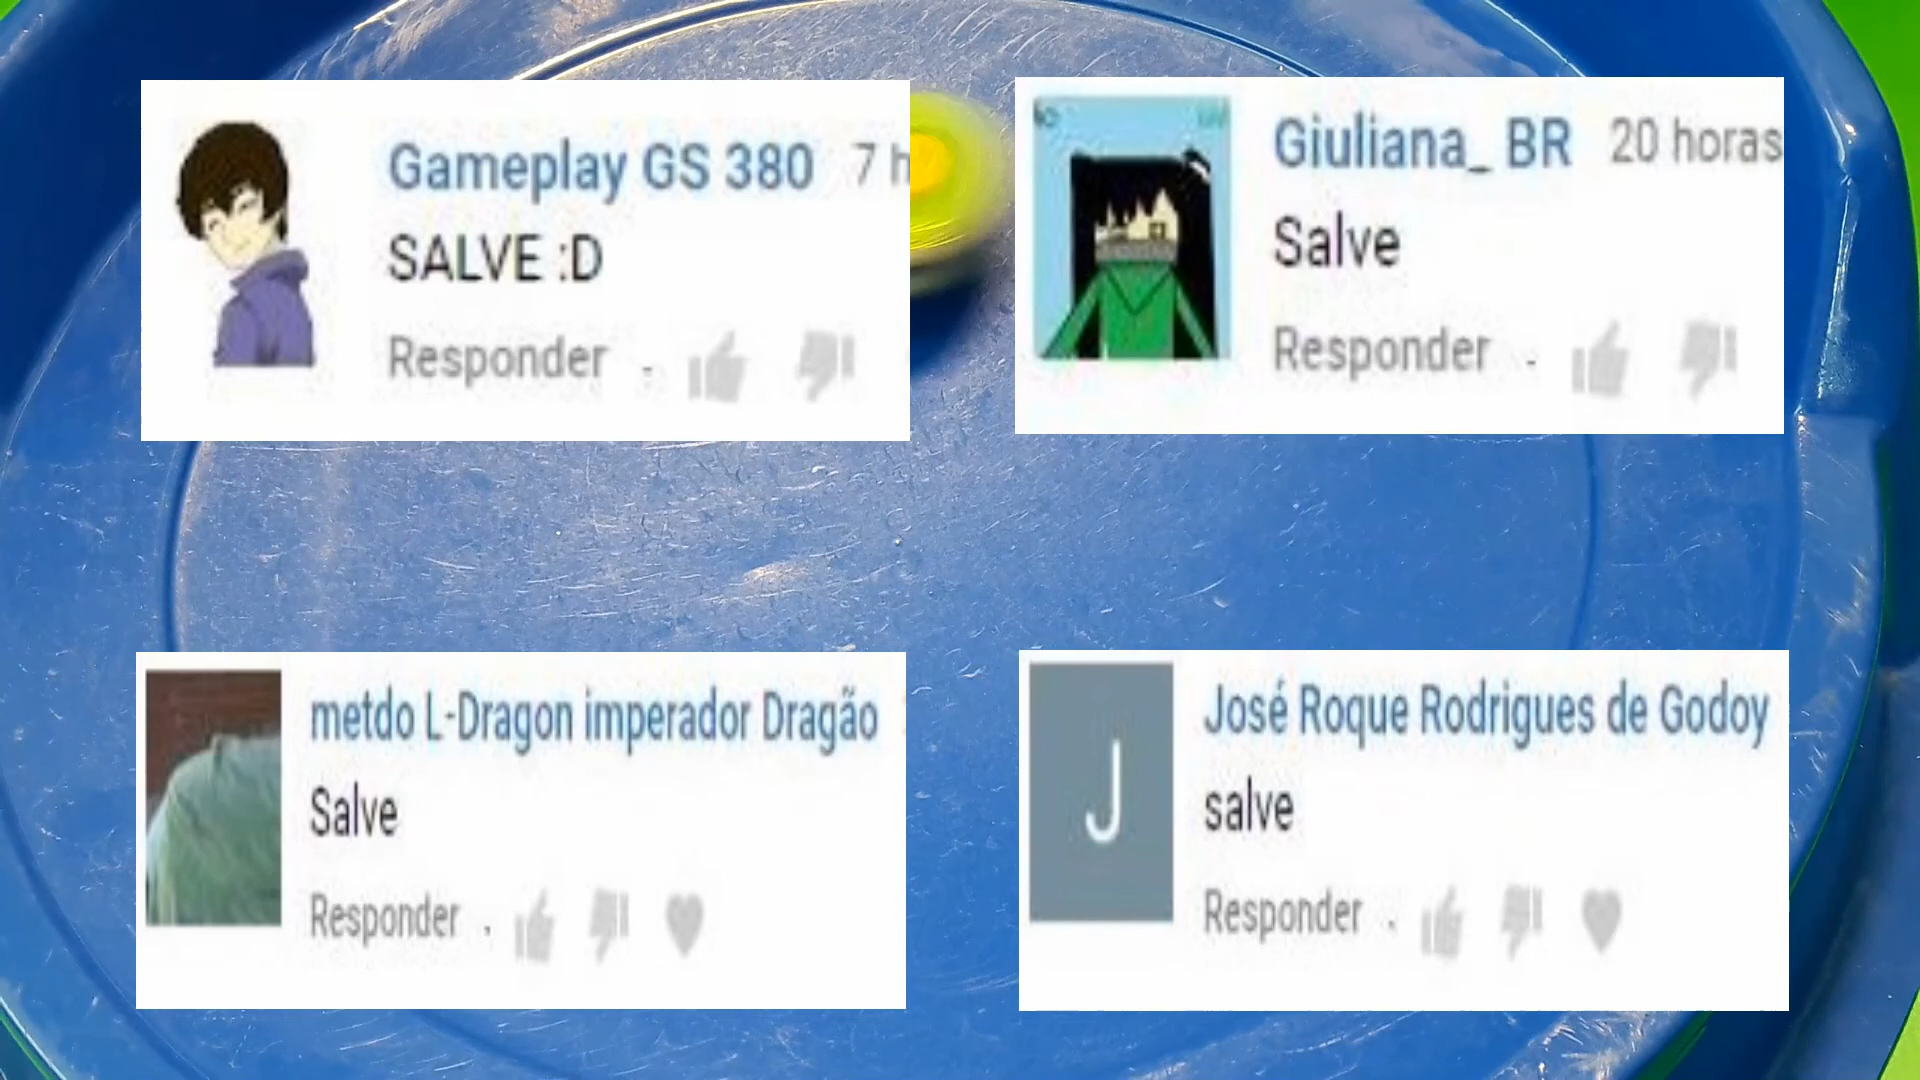 Gameplay GS 380 7 h
SALVE :D
Responder
Giuliana_ BR 20 horas
Salve
Responder
metdo L-Dragon imperador Dragão
Salve
Responder
J
José Roque Rodrigues de Godoy
salve
Responder